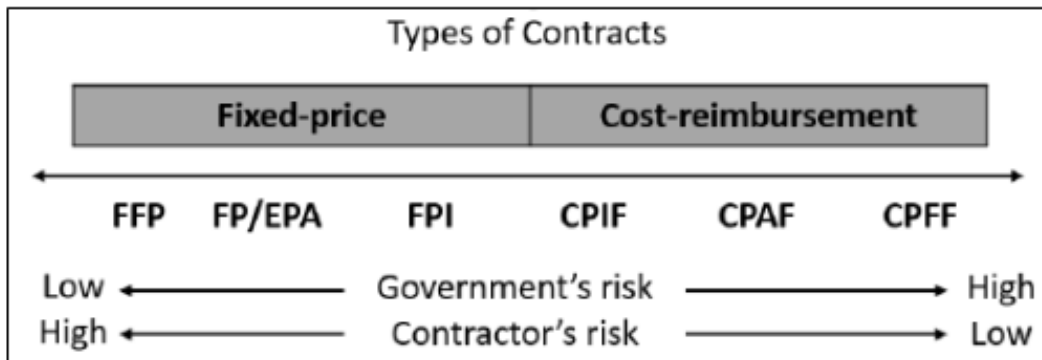 Types of Contracts
Fixed-price Cost-reimbursement
FFP FP/EPA FPI CPIF CPAF CPFF
Low Government's risk High
High Contractor's risk Low